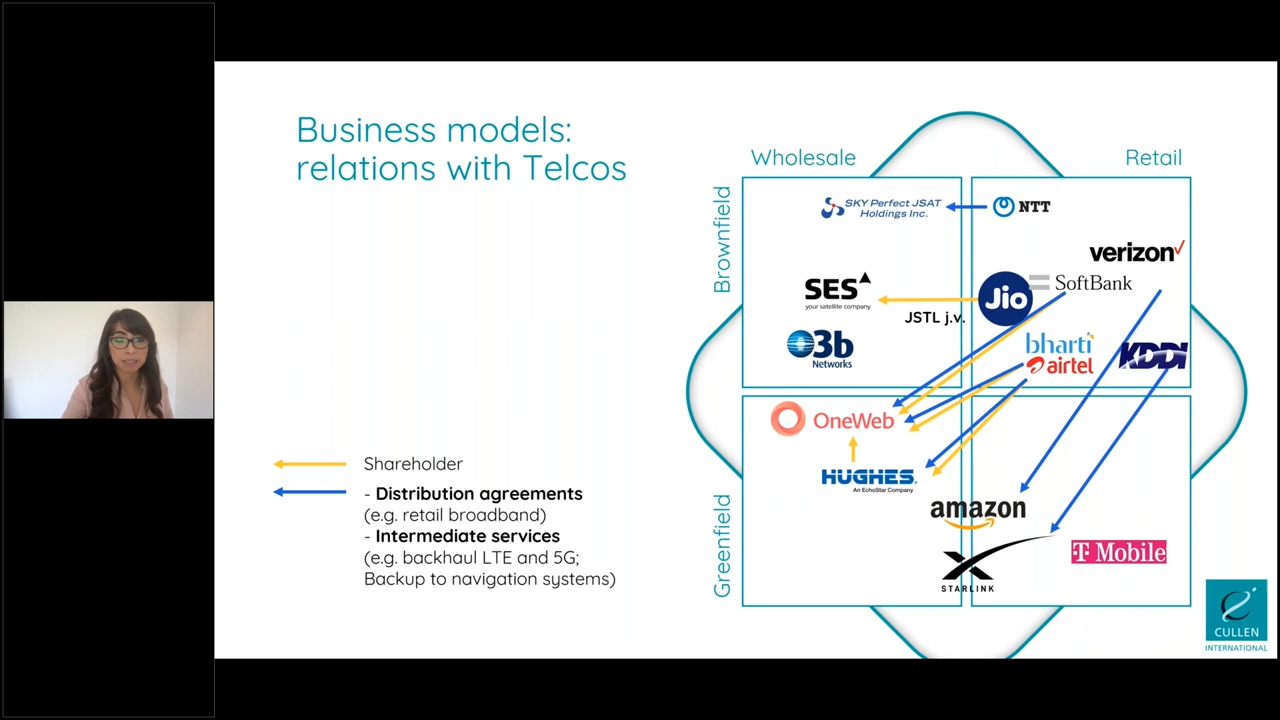 Business models:
relations with Telcos
Wholesale
Retail
Brownfield
SKY Perfect JSAT
Holdings Inc.
NTT
verizon
SES
your satellite company
JSTL j.v.
Jio
SoftBank
O3b
Networks
bharti
airtel
KDDI
Greenfield
OneWeb
HUGHES
An EchoStar Company
amazon
STARLINK
T Mobile
Shareholder
- Distribution agreements
(e.g. retail broadband)
- Intermediate services
(e.g. backhaul LTE and 5G;
Backup to navigation systems)
CULLEN
INTERNATIONAL